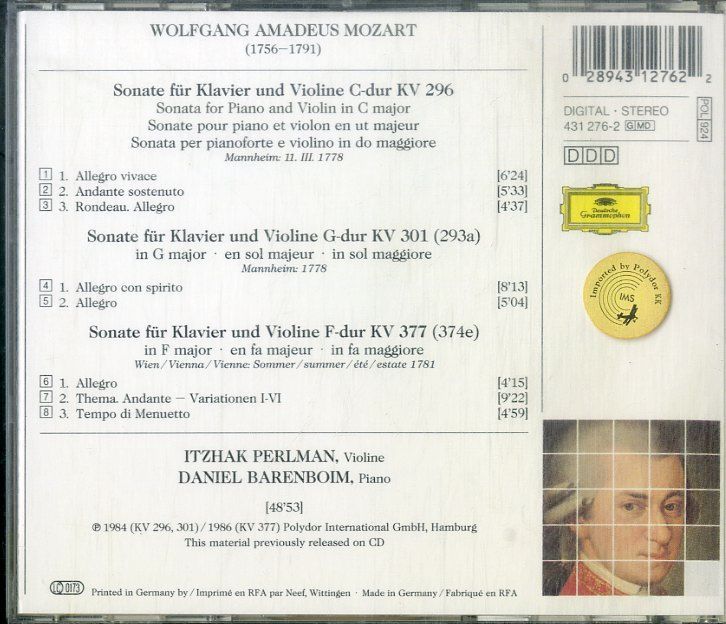 WOLFGANG AMADEUS MOZART
(1756–1791)
Sonate für Klavier und Violine C-dur KV 296
Sonata for Piano and Violin in C major
Sonate pour piano et violon en ut majeur
Sonata per pianoforte e violino in do maggiore
Mannheim: 11. III. 1778
1 1. Allegro vivace [6'24]
2 2. Andante sostenuto [5'33]
3 3. Rondeau. Allegro [4'37]
Sonate für Klavier und Violine G-dur KV 301 (293a)
in G major · en sol majeur · in sol maggiore
Mannheim: 1778
4 1. Allegro con spirito [8'13]
5 2. Allegro [5'04]
Sonate für Klavier und Violine F-dur KV 377 (374e)
in F major · en fa majeur · in fa maggiore
Wien/Vienna/Vienne: Sommer/summer/été/estate 1781
6 1. Allegro [4'15]
7 2. Thema. Andante – Variationen I-VI [9'22]
8 3. Tempo di Menuetto [4'59]
ITZHAK PERLMAN, Violine
DANIEL BARENBOIM, Piano
[48'53]
℗ 1984 (KV 296, 301) / 1986 (KV 377) Polydor International GmbH, Hamburg
This material previously released on CD
LC 0173 Printed in Germany by / Imprimé en RFA par Neef, Wittingen · Made in Germany / Fabriqué en RFA
0 28943 12762 2
DIGITAL · STEREO
431 276-2 G MD
POL 924
DDD
Deutsche
Grammophon
Imported by Polydor KK
IMS